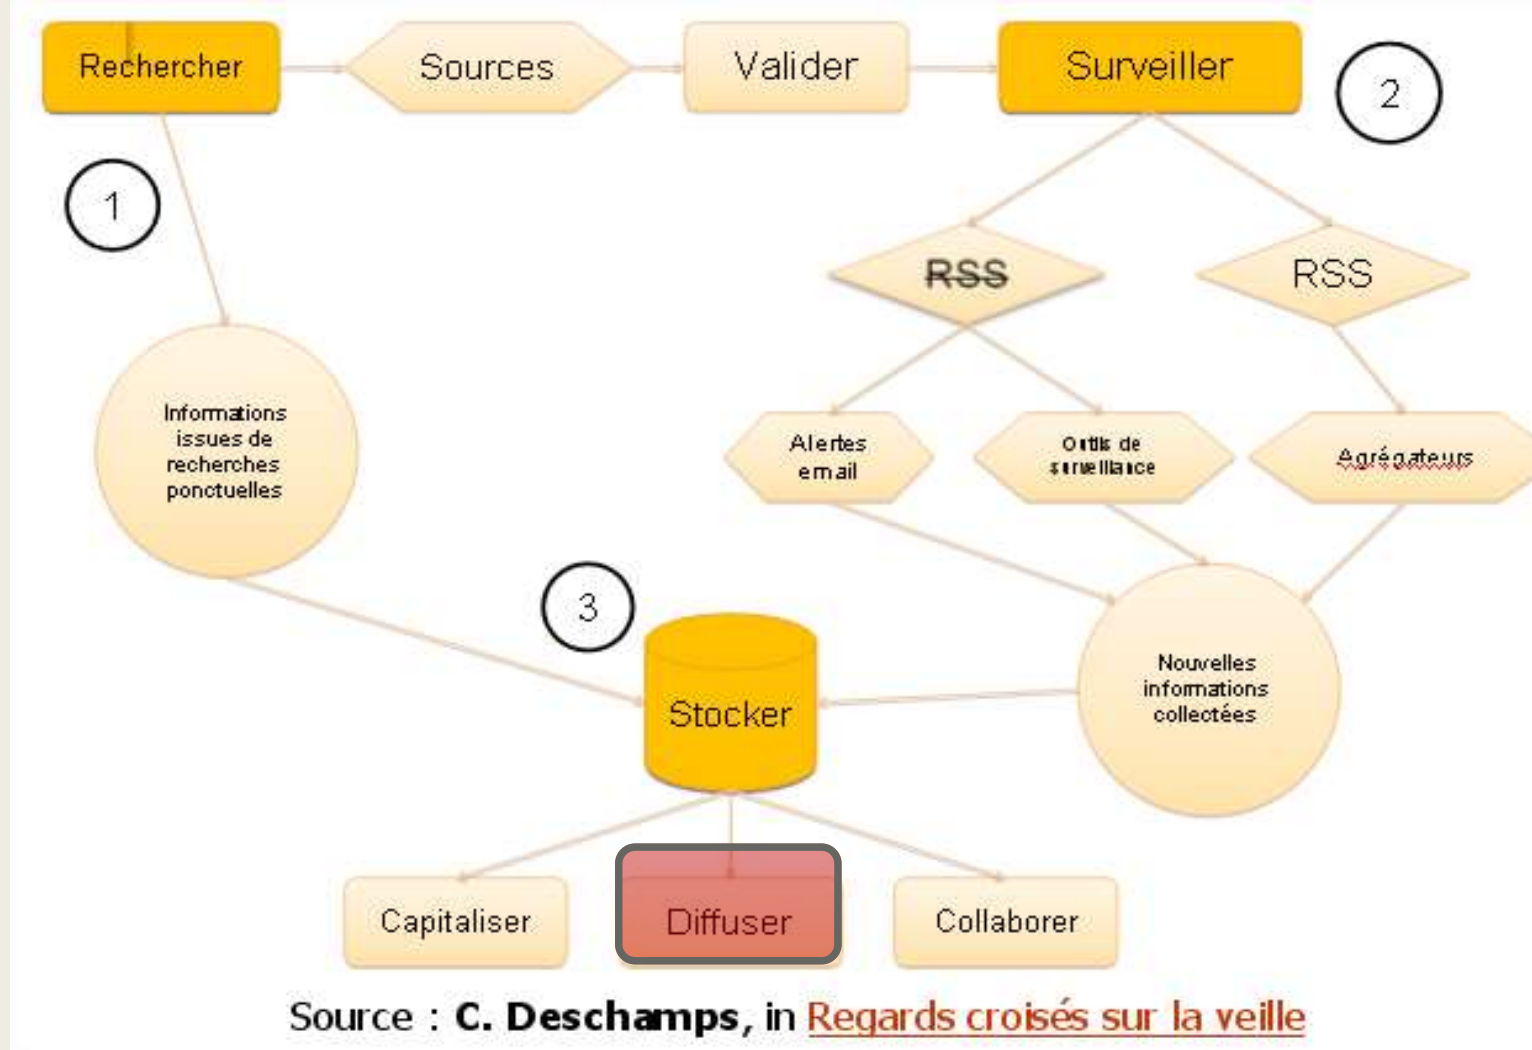 Rechercher
Sources
Valider
Surveiller
2
1
RSS
RSS
Informations
issues de
recherches
ponctuelles
Alertes
email
Outils de
surveillance
Agrégateurs
3
Stocker
Nouvelles
informations
collectées
Capitaliser
Diffuser
Collaborer
Source : C. Deschamps, in Regards croisés sur la veille